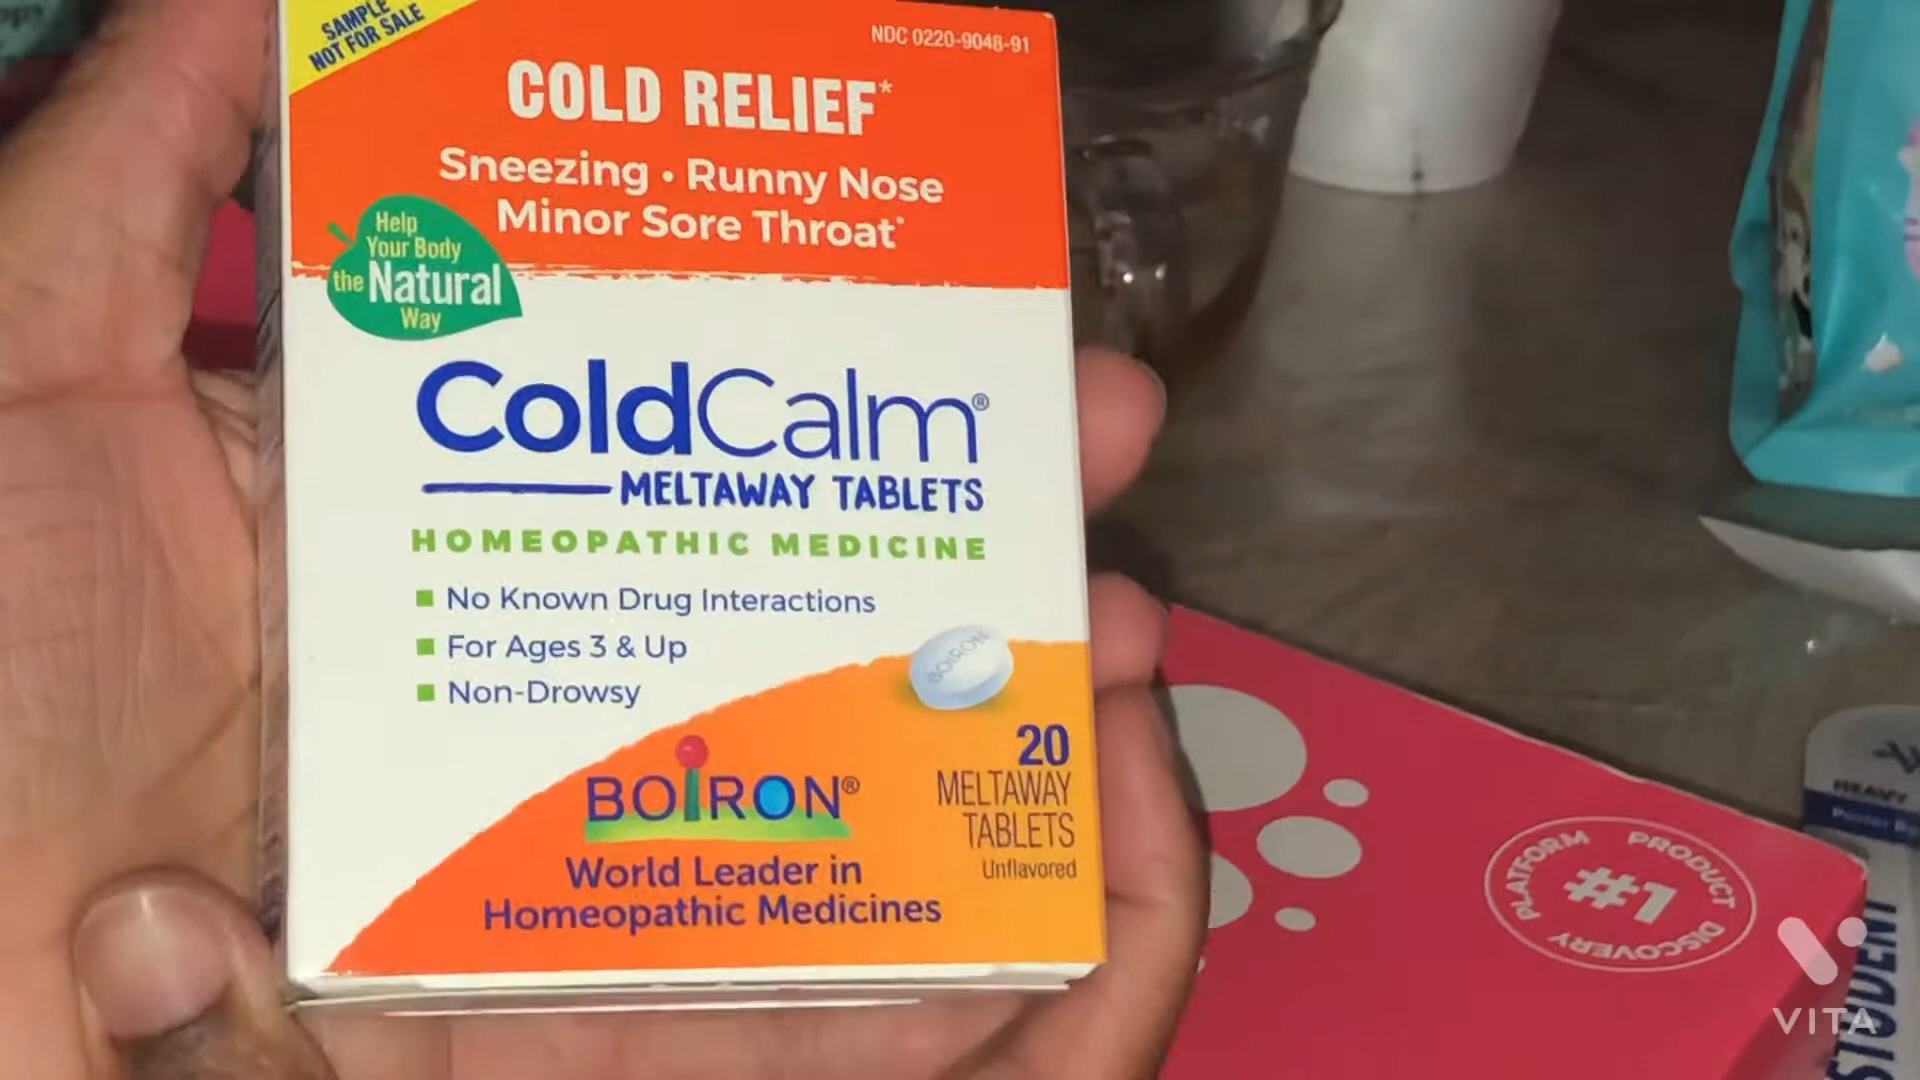 SAMPLE
NOT FOR SALE
NDC 0220-9048-91
COLD RELIEF*
Sneezing • Runny Nose
Minor Sore Throat*
Help
Your Body
the Natural
Way
ColdCalm®
MELTAWAY TABLETS
HOMEOPATHIC MEDICINE
No Known Drug Interactions
For Ages 3 & Up
Non-Drowsy
BOIRON
20
MELTAWAY
TABLETS
Unflavored
BOIRON®
World Leader in
Homeopathic Medicines
#1
PRODUCT DISCOVERY PLATFORM
HEAVY
STUDENT
VITA